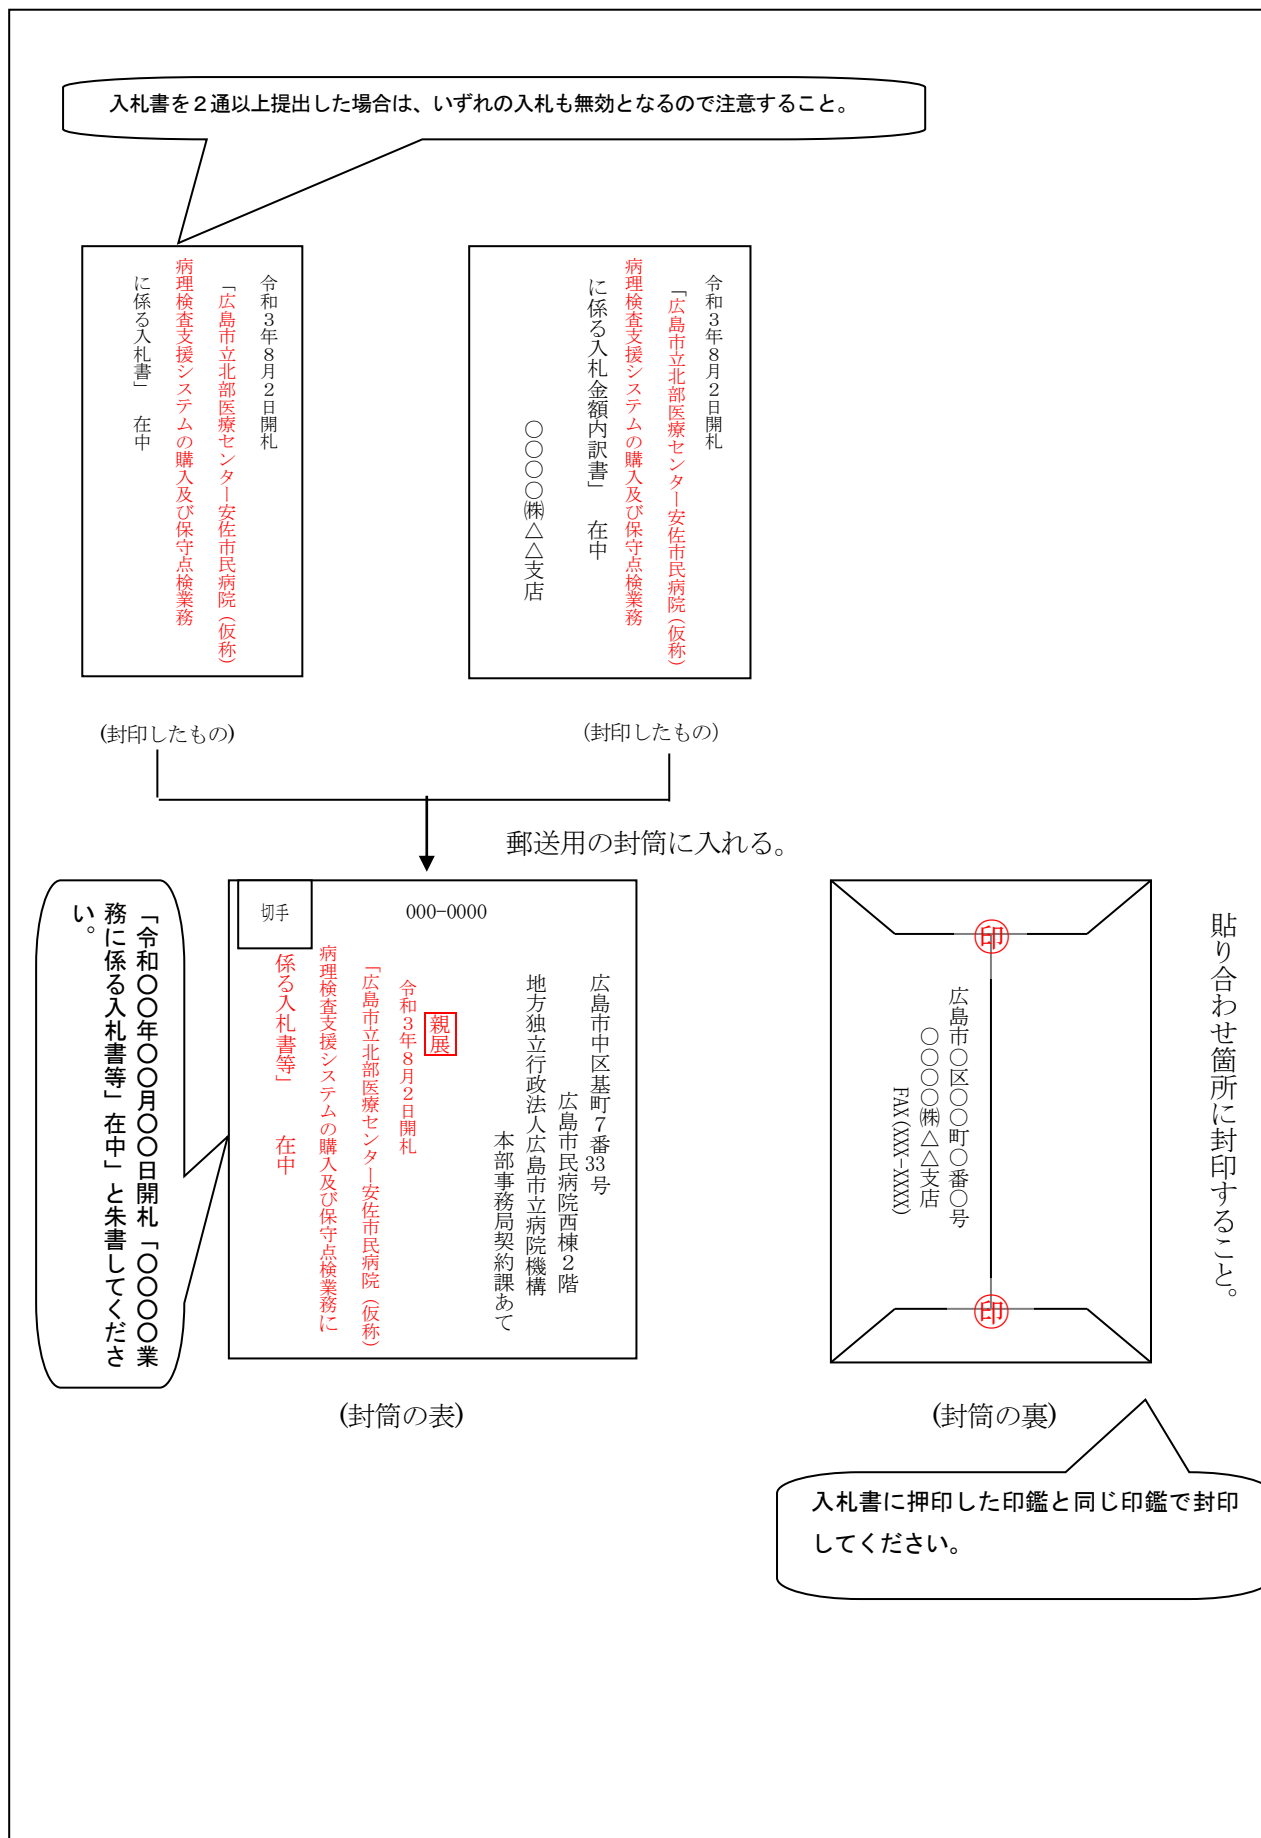 入札書を２通以上提出した場合は、いずれの入札も無効となるので注意すること。
令和３年８月２日開札
「広島市立北部医療センター安佐市民病院（仮称）
病理検査支援システムの購入及び保守点検業務
に係る入札書」　在中
令和３年８月２日開札
「広島市立北部医療センター安佐市民病院（仮称）
病理検査支援システムの購入及び保守点検業務
に係る入札金額内訳書」　在中
○○○○㈱△△支店
(封印したもの)
(封印したもの)
郵送用の封筒に入れる。
「令和〇〇年〇〇月〇〇日開札「〇〇〇〇業
務に係る入札書等」在中」と朱書してくださ
い。
切手
000-0000
広島市中区基町７番33号
広島市民病院西棟２階
地方独立行政法人広島市立病院機構
本部事務局契約課あて
親展
令和３年８月２日開札
「広島市立北部医療センター安佐市民病院（仮称）
病理検査支援システムの購入及び保守点検業務に
係る入札書等」　在中
(封筒の表)
貼り合わせ箇所に封印すること。
印
広島市○区○○町○番○号
○○○○㈱△△支店
FAX(XXX-XXXX)
印
(封筒の裏)
入札書に押印した印鑑と同じ印鑑で封印
してください。